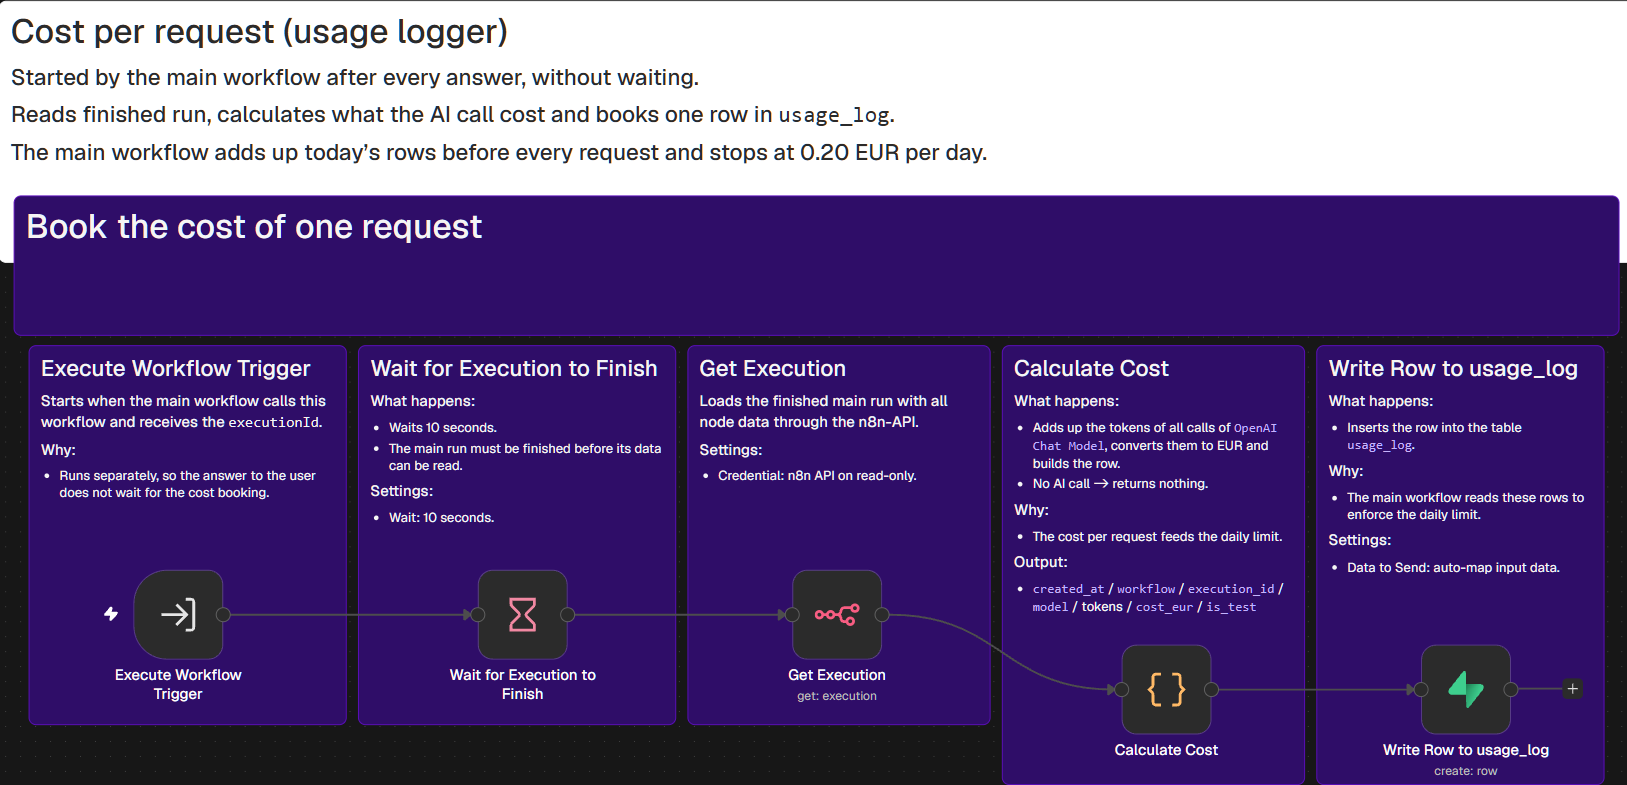 Cost per request (usage logger)
Started by the main workflow after every answer, without waiting.
Reads finished run, calculates what the AI call cost and books one row in usage_log.
The main workflow adds up today's rows before every request and stops at 0.20 EUR per day.
Book the cost of one request
Execute Workflow Trigger
Starts when the main workflow calls this
workflow and receives the executionId.
Why:
• Runs separately, so the answer to the user
does not wait for the cost booking.
Execute Workflow
Trigger
Wait for Execution to Finish
What happens:
• Waits 10 seconds.
• The main run must be finished before its data
can be read.
Settings:
• Wait: 10 seconds.
Wait for Execution to
Finish
Get Execution
Loads the finished main run with all
node data through the n8n-API.
Settings:
• Credential: n8n API on read-only.
Get Execution
get: execution
Calculate Cost
What happens:
• Adds up the tokens of all calls of OpenAI
Chat Model, converts them to EUR and
builds the row.
• No AI call → returns nothing.
Why:
• The cost per request feeds the daily limit.
Output:
• created_at / workflow / execution_id /
model / tokens / cost_eur / is_test
Calculate Cost
Write Row to usage_log
What happens:
• Inserts the row into the table
usage_log.
Why:
• The main workflow reads these rows to
enforce the daily limit.
Settings:
• Data to Send: auto-map input data.
Write Row to usage_log
create: row